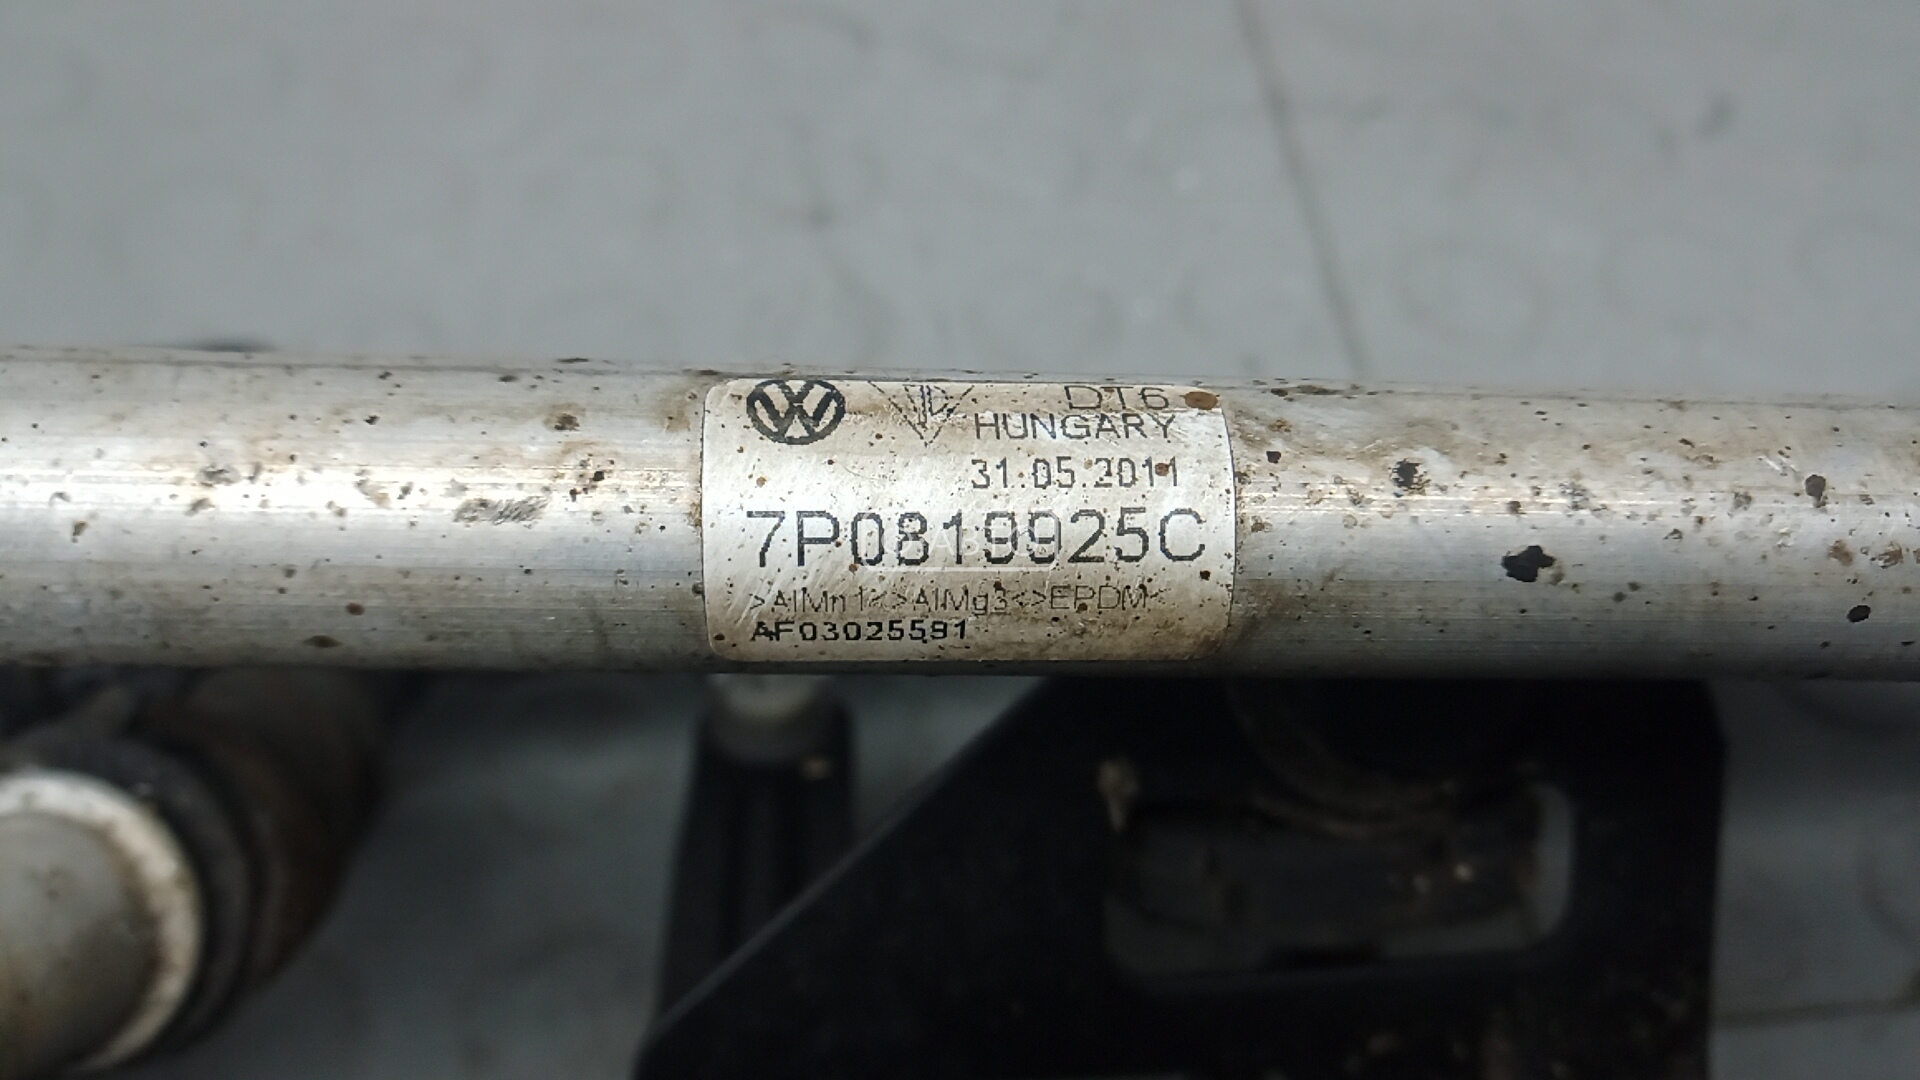 DT6
HUNGARY
31.05.2011
7P0819925C
>AlMn1<>AlMg3<>EPDM<
AF03025591